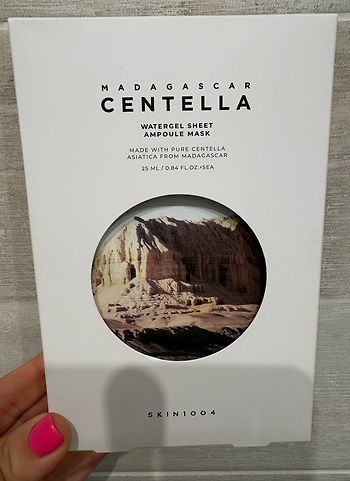 MADAGASCAR
CENTELLA
WATERGEL SHEET
AMPOULE MASK
MADE WITH PURE CENTELLA
ASIATICA FROM MADAGASCAR
25 ML / 0.84 FL.OZ.×5EA
SKIN1004